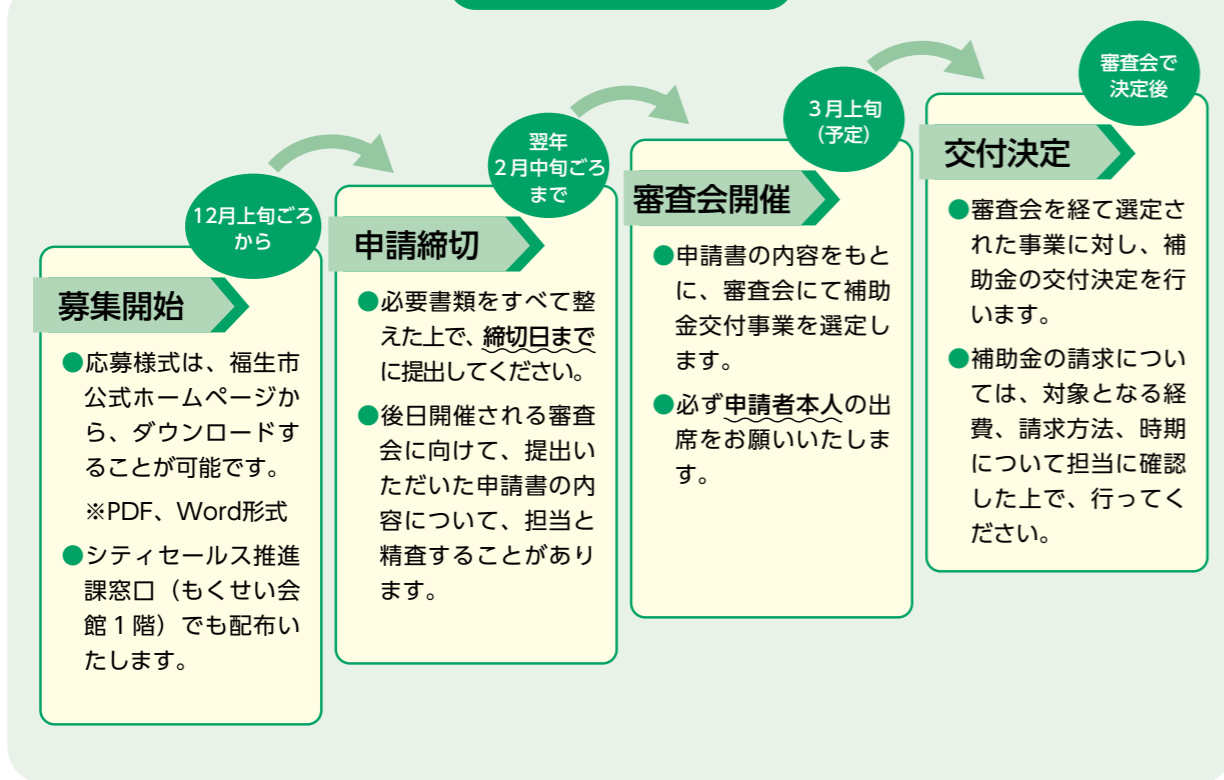 12月上旬ごろ
から
募集開始
●応募様式は、福生市
公式ホームページか
ら、ダウンロードす
ることが可能です。
※PDF、Word形式
●シティセールス推進
課窓口（もくせい会
館1階）でも配布い
たします。
翌年
2月中旬ごろ
まで
申請締切
●必要書類をすべて整
えた上で、締切日まで
に提出してください。
●後日開催される審査
会に向けて、提出い
ただいた申請書の内
容について、担当と
精査することがあり
ます。
3月上旬
（予定）
審査会開催
●申請書の内容をもと
に、審査会にて補助
金交付事業を選定し
ます。
●必ず申請者本人の出
席をお願いいたしま
す。
審査会で
決定後
交付決定
●審査会を経て選定さ
れた事業に対し、補
助金の交付決定を行
います。
●補助金の請求につい
ては、対象となる経
費、請求方法、時期
について担当に確認
した上で、行ってく
ださい。